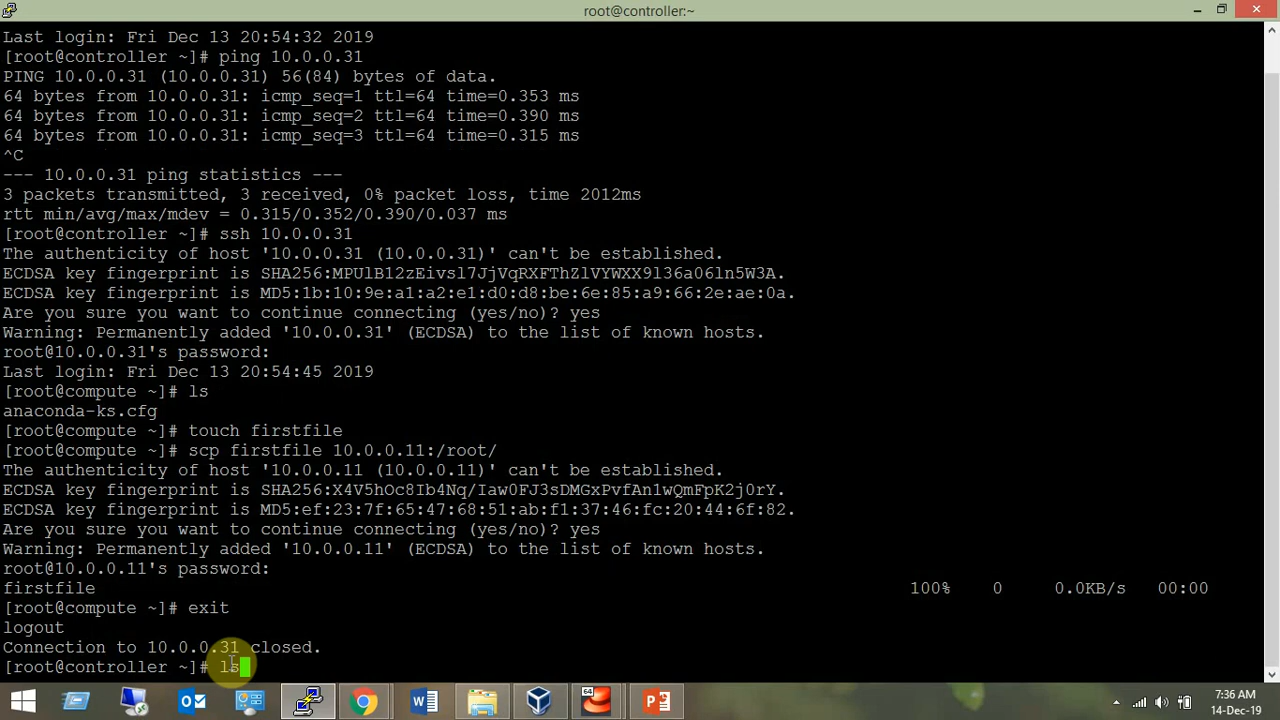 root@controller:~
Last login: Fri Dec 13 20:54:32 2019
[root@controller ~]# ping 10.0.0.31
PING 10.0.0.31 (10.0.0.31) 56(84) bytes of data.
64 bytes from 10.0.0.31: icmp_seq=1 ttl=64 time=0.353 ms
64 bytes from 10.0.0.31: icmp_seq=2 ttl=64 time=0.390 ms
64 bytes from 10.0.0.31: icmp_seq=3 ttl=64 time=0.315 ms
^C
--- 10.0.0.31 ping statistics ---
3 packets transmitted, 3 received, 0% packet loss, time 2012ms
rtt min/avg/max/mdev = 0.315/0.352/0.390/0.037 ms
[root@controller ~]# ssh 10.0.0.31
The authenticity of host '10.0.0.31 (10.0.0.31)' can't be established.
ECDSA key fingerprint is SHA256:MPUlB12zEivsl7JjVqRXFThZlVYWXX9l36a06ln5W3A.
ECDSA key fingerprint is MD5:1b:10:9e:a1:a2:e1:d0:d8:be:6e:85:a9:66:2e:ae:0a.
Are you sure you want to continue connecting (yes/no)? yes
Warning: Permanently added '10.0.0.31' (ECDSA) to the list of known hosts.
root@10.0.0.31's password:
Last login: Fri Dec 13 20:54:45 2019
[root@compute ~]# ls
anaconda-ks.cfg
[root@compute ~]# touch firstfile
[root@compute ~]# scp firstfile 10.0.0.11:/root/
The authenticity of host '10.0.0.11 (10.0.0.11)' can't be established.
ECDSA key fingerprint is SHA256:X4V5hOc8Ib4Nq/Iaw0FJ3sDMGxPvfAnlwQmFpK2j0rY.
ECDSA key fingerprint is MD5:ef:23:7f:65:47:68:51:ab:f1:37:46:fc:20:44:6f:82.
Are you sure you want to continue connecting (yes/no)? yes
Warning: Permanently added '10.0.0.11' (ECDSA) to the list of known hosts.
root@10.0.0.11's password:
firstfile 100% 0 0.0KB/s 00:00
[root@compute ~]# exit
logout
Connection to 10.0.0.31 closed.
[root@controller ~]# ls
64
7:36 AM
14-Dec-19